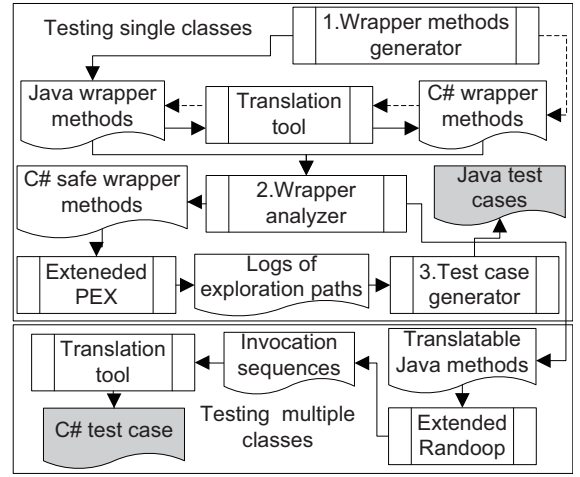 Testing single classes
1.Wrapper methods
generator
Java wrapper
methods
Translation
tool
C# wrapper
methods
C# safe wrapper
methods
2.Wrapper
analyzer
Java test
cases
Exteneded
PEX
Logs of
exploration paths
3.Test case
generator
Translation
tool
Invocation
sequences
Translatable
Java methods
C# test case
Testing multiple
classes
Extended
Randoop